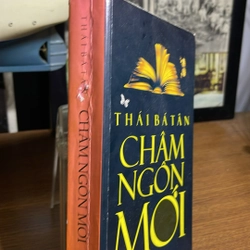 THÁI BÁ TÂN
CHÂM
NGÔN
MỚI
THÁI BÁ TÂN
CHÂM NGÔN MỚI